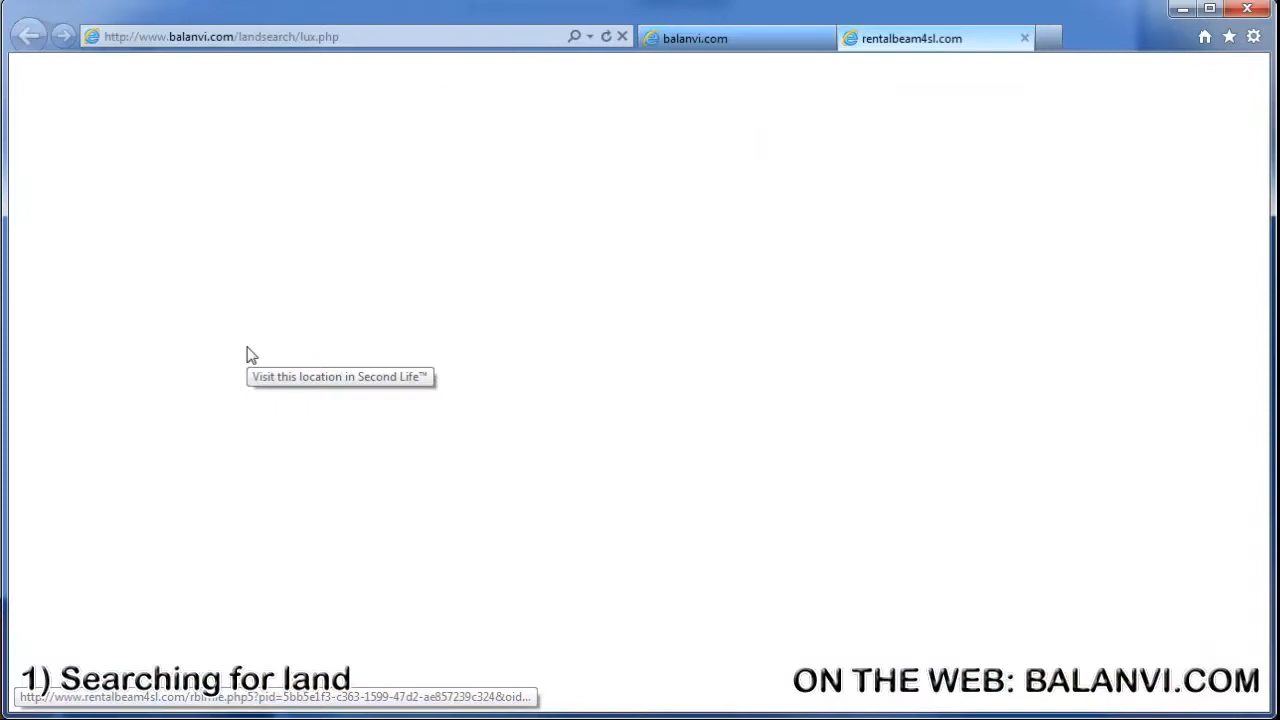 http://www.balanvi.com/landsearch/lux.php
balanvi.com
rentalbeam4sl.com
Visit this location in Second Life™
1) Searching for land
ON THE WEB: BALANVI.COM